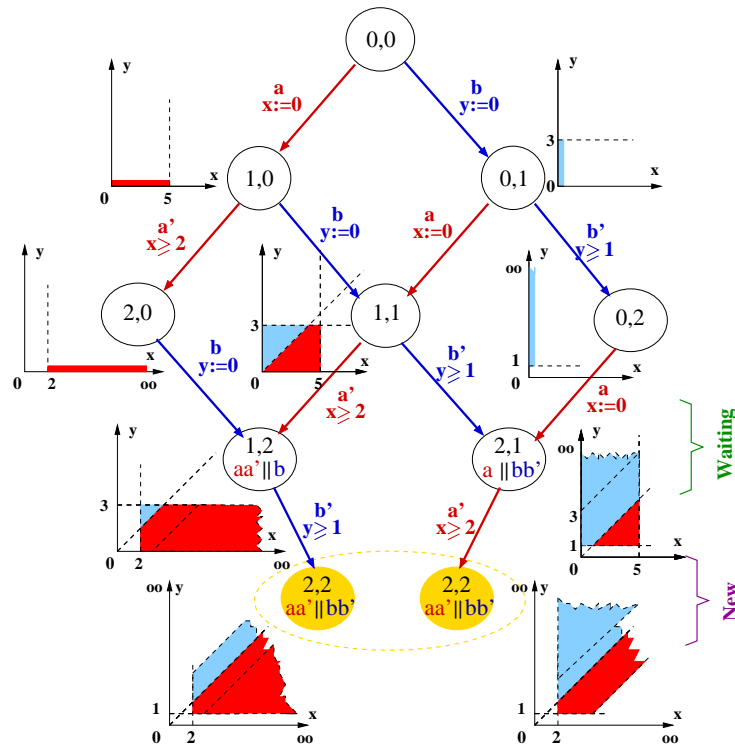 0,0
y
a
x:=0
b
y:=0
y
3
x
0
5
1,0
0,1
x
0
a'
x⩾2
b
y:=0
a
x:=0
b'
y⩾1
y
y
oo
y
3
2,0
1,1
0,2
1
x
0
2
oo
b
y:=0
0
5
x
a'
x⩾2
b'
y⩾1
x
0
a
x:=0
Waiting
y
3
0
2
x
1,2
aa'||b
2,1
a ||bb'
oo
y
3
1
0
5
x
b'
y⩾1
a'
x⩾2
New
2,2
aa'||bb'
2,2
aa'||bb'
oo
y
1
0
2
x
oo
oo
y
1
0
2
x
oo